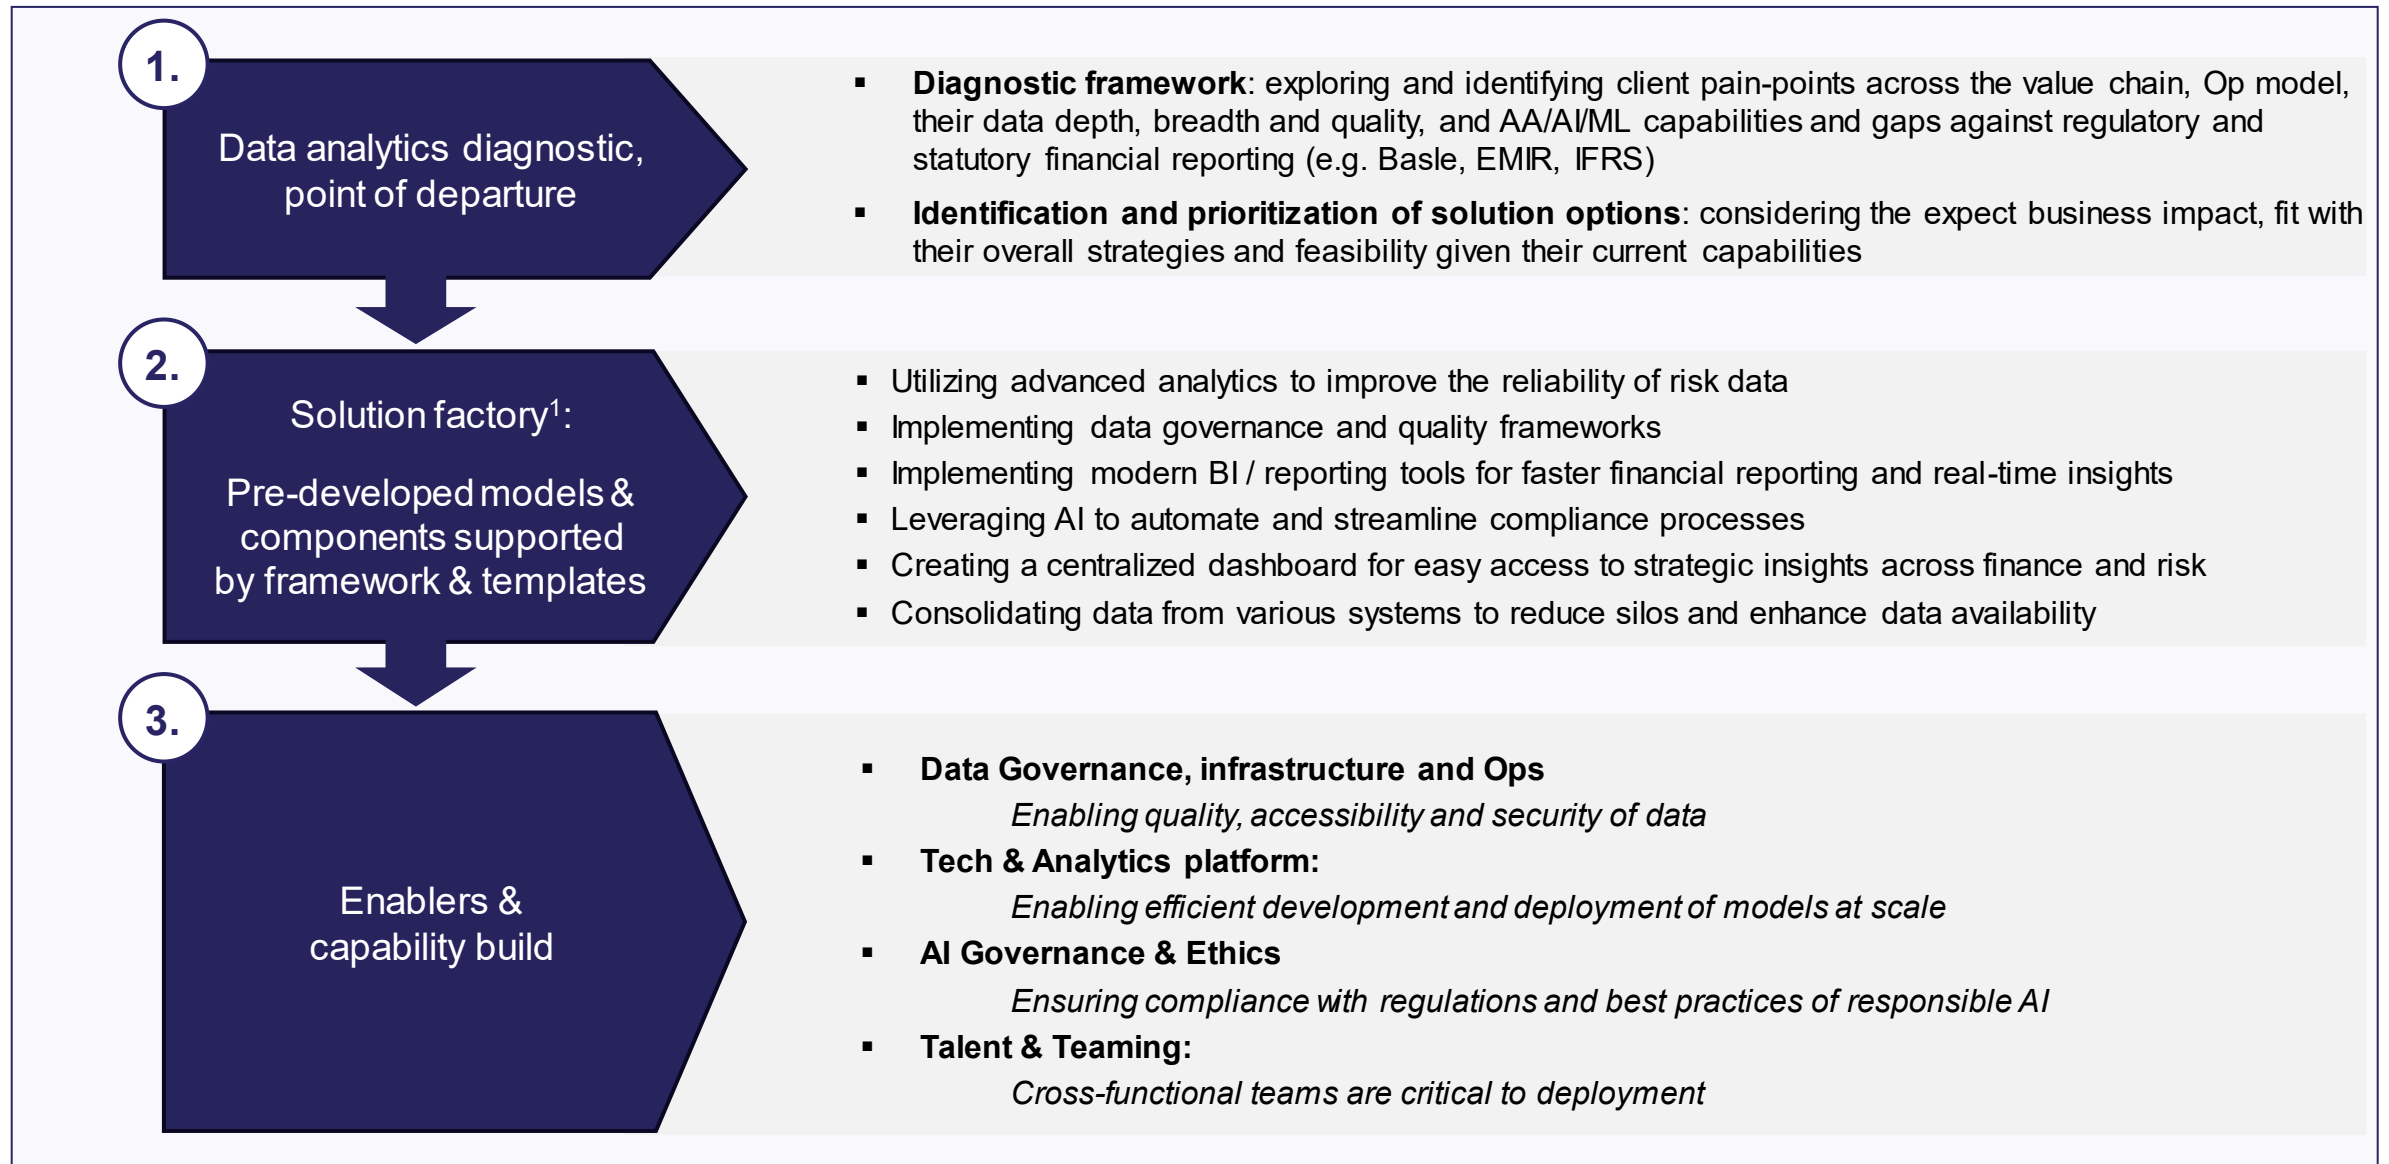 1.
Data analytics diagnostic,
point of departure
▪ Diagnostic framework: exploring and identifying client pain-points across the value chain, Op model,
their data depth, breadth and quality, and AA/AI/ML capabilities and gaps against regulatory and
statutory financial reporting (e.g. Basle, EMIR, IFRS)
▪ Identification and prioritization of solution options: considering the expect business impact, fit with
their overall strategies and feasibility given their current capabilities
2.
Solution factory¹:
Pre-developed models &
components supported
by framework & templates
▪ Utilizing advanced analytics to improve the reliability of risk data
▪ Implementing data governance and quality frameworks
▪ Implementing modern BI / reporting tools for faster financial reporting and real-time insights
▪ Leveraging AI to automate and streamline compliance processes
▪ Creating a centralized dashboard for easy access to strategic insights across finance and risk
▪ Consolidating data from various systems to reduce silos and enhance data availability
3.
Enablers &
capability build
▪ Data Governance, infrastructure and Ops
Enabling quality, accessibility and security of data
▪ Tech & Analytics platform:
Enabling efficient development and deployment of models at scale
▪ AI Governance & Ethics
Ensuring compliance with regulations and best practices of responsible AI
▪ Talent & Teaming:
Cross-functional teams are critical to deployment